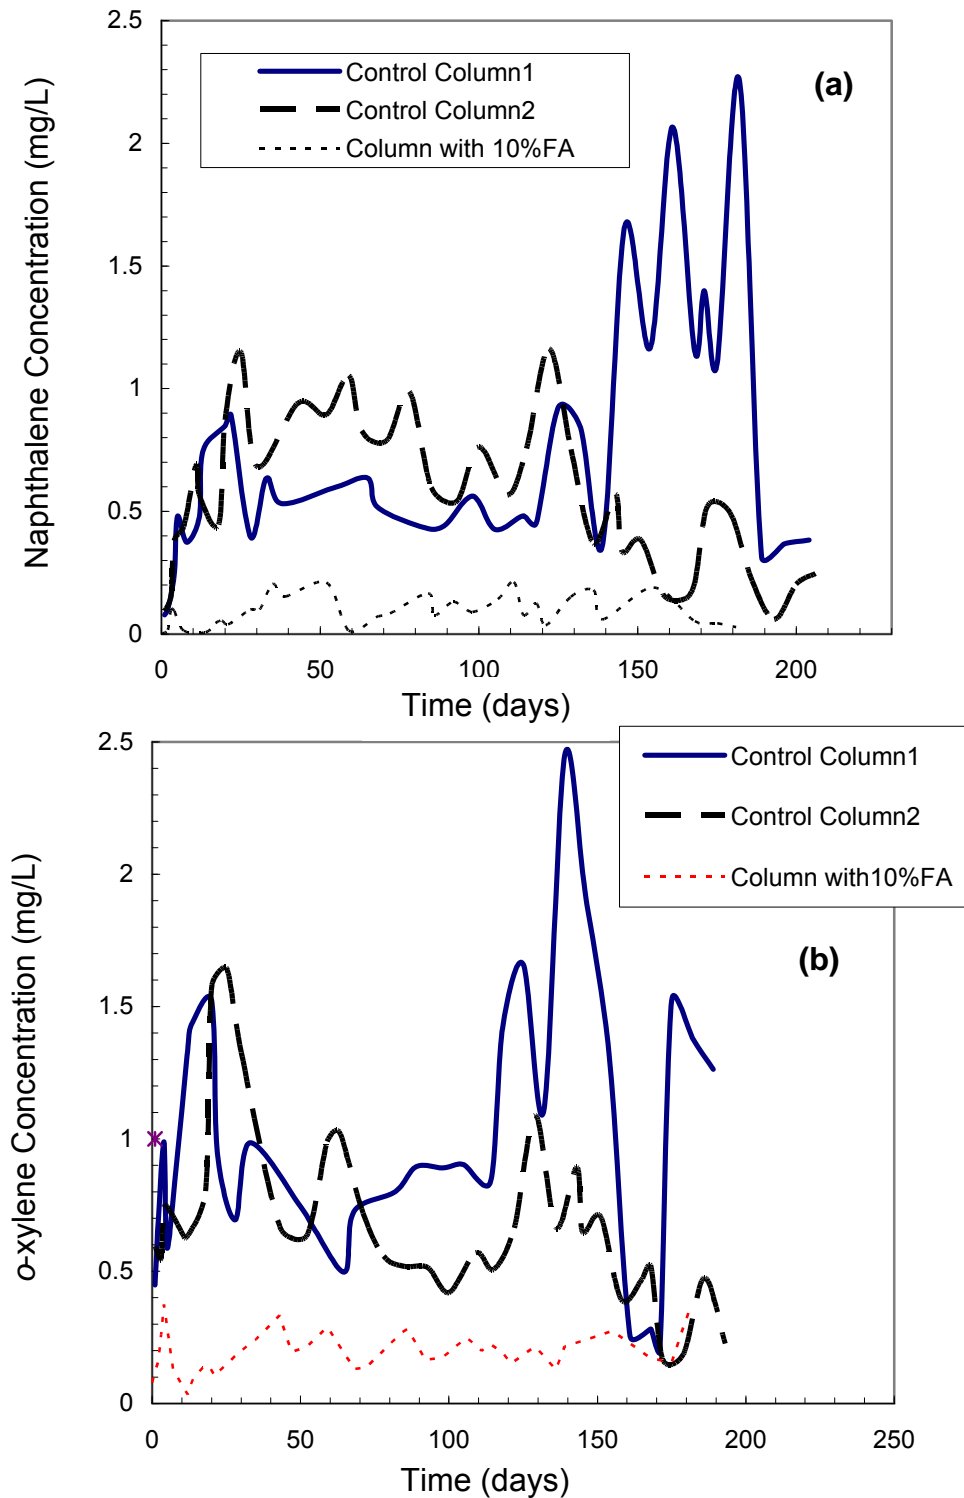 2.5
Control Column1
(a)
Control Column2
2
Column with 10%FA
Naphthalene Concentration (mg/L)
1.5
1
0.5
0
0 50 100 150 200
Time (days)
2.5
Control Column1
Control Column2
2
Column with10%FA
o-xylene Concentration (mg/L)
(b)
1.5
1
0.5
0
0 50 100 150 200 250
Time (days)